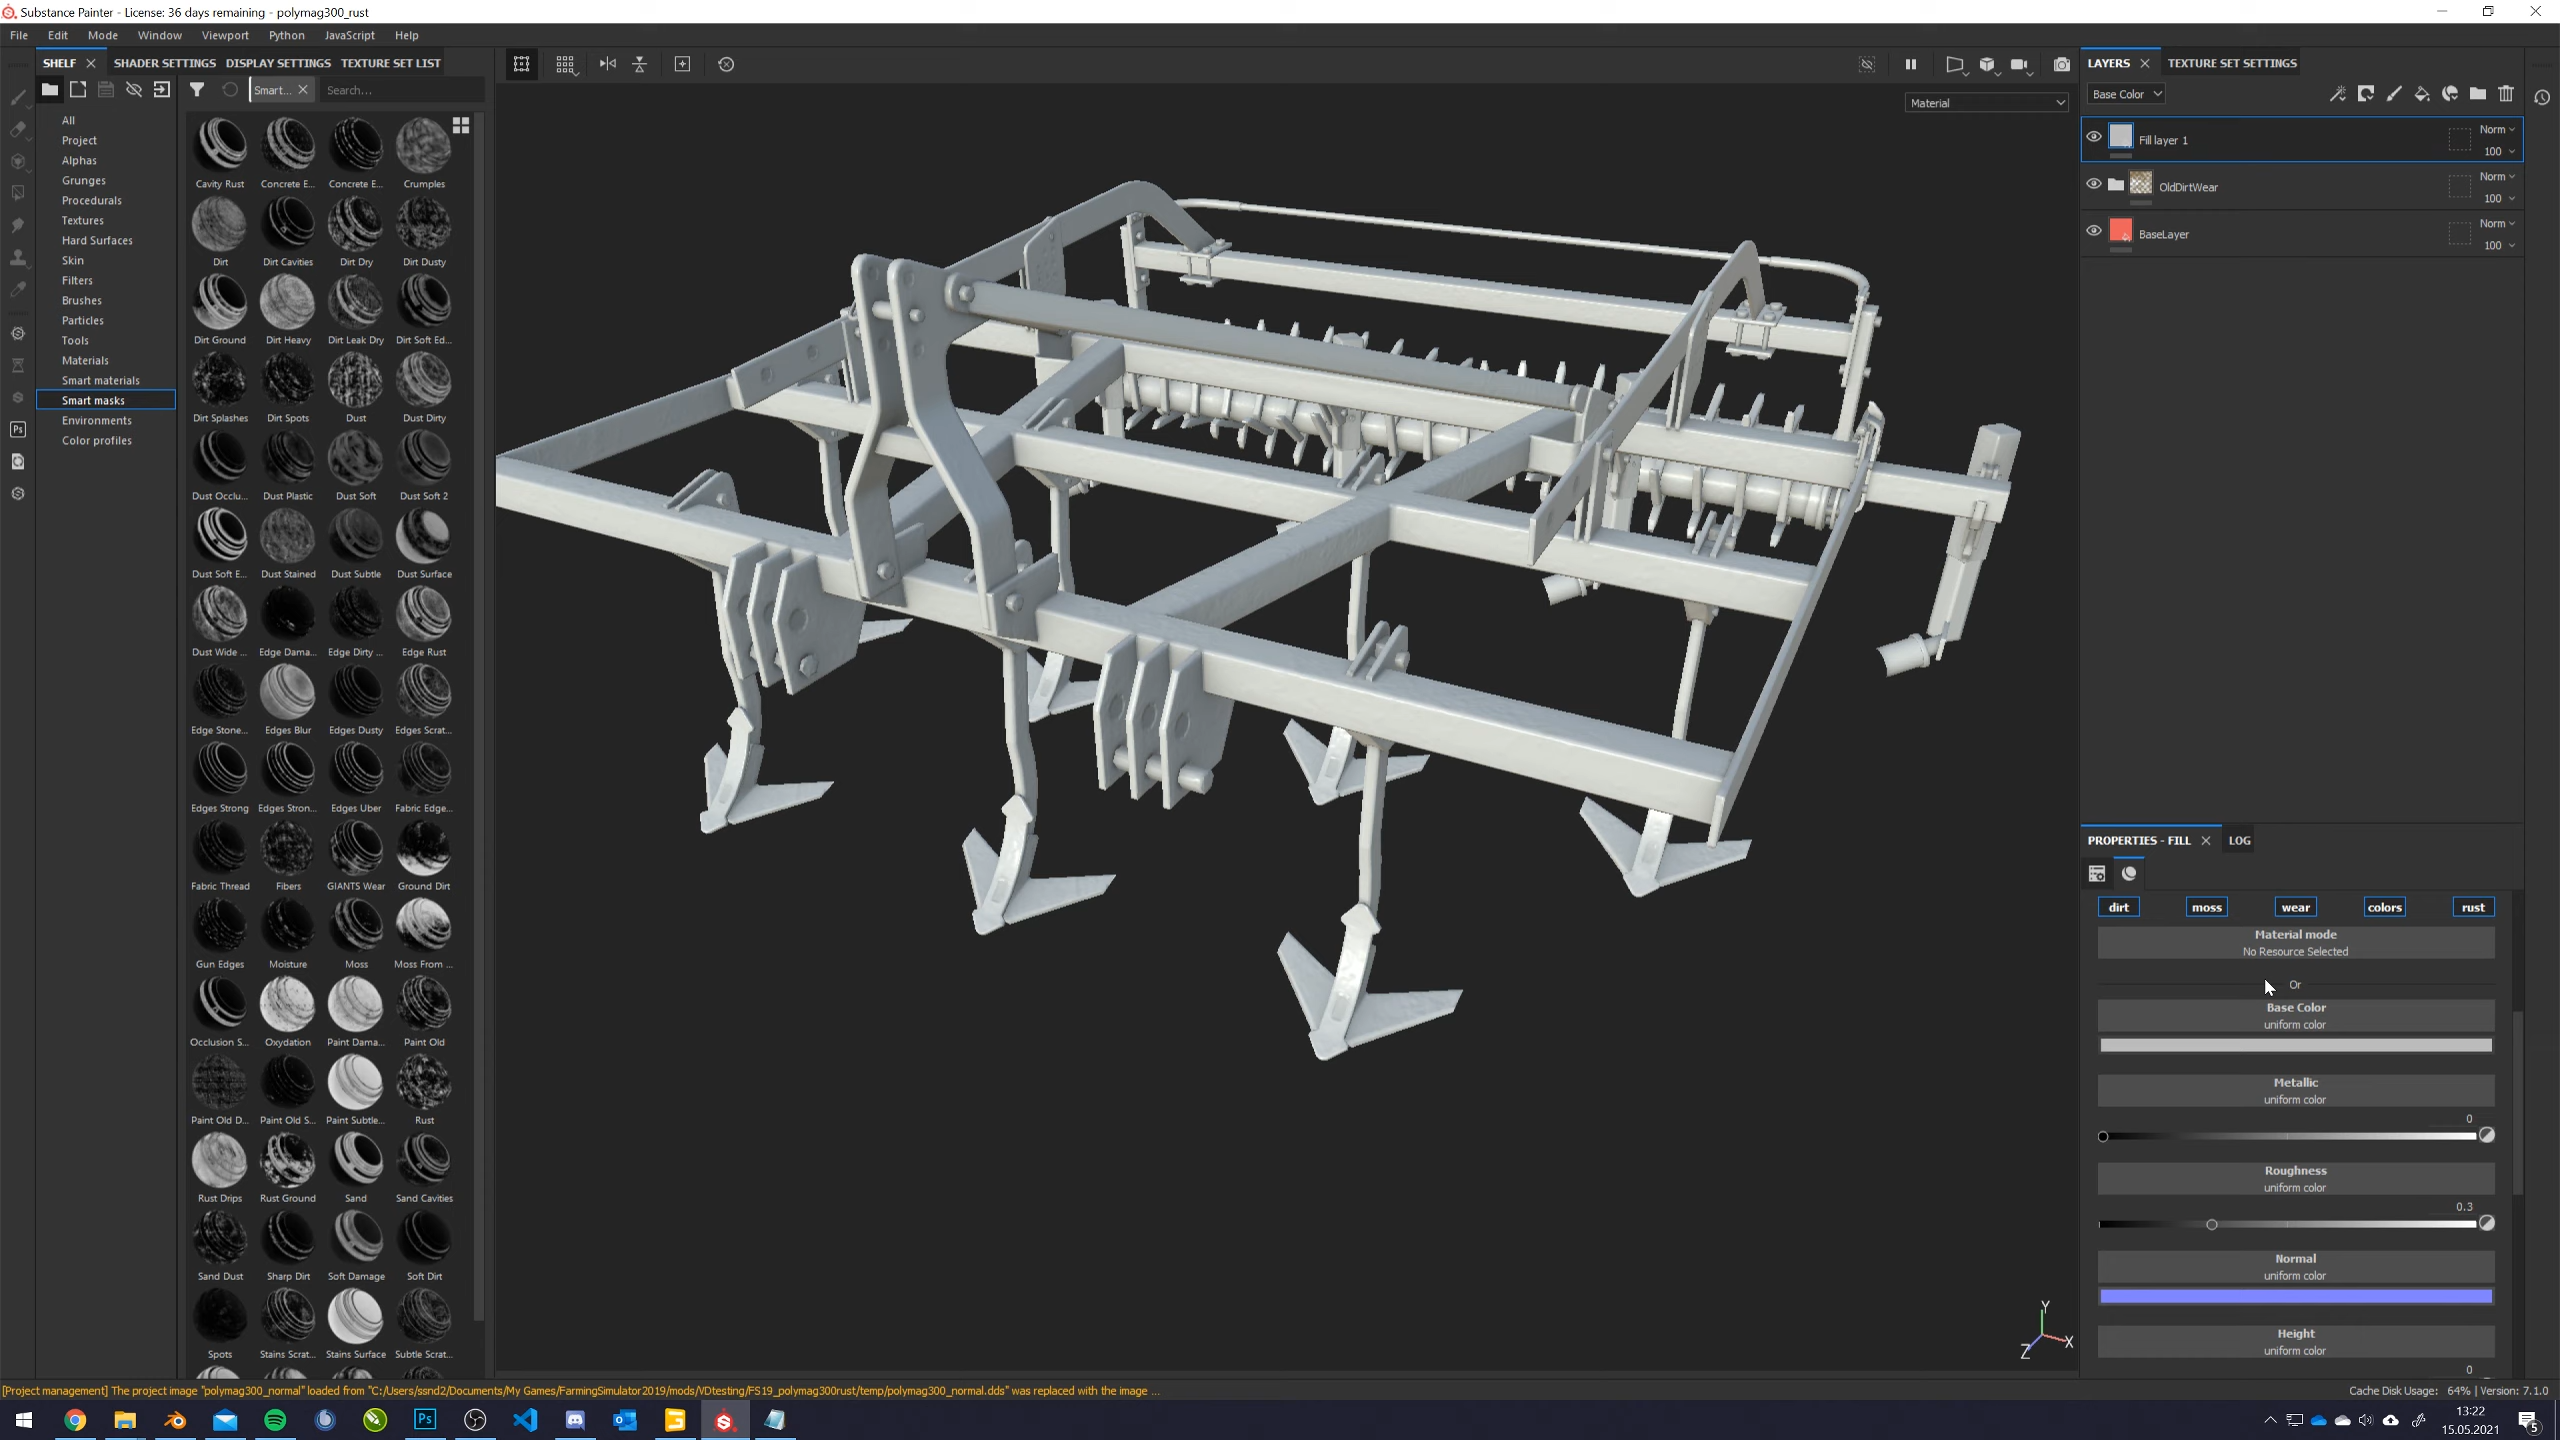 Substance Painter - License: 36 days remaining - polymag300_rust
File Edit Mode Window Viewport Python JavaScript Help
SHELF SHADER SETTINGS DISPLAY SETTINGS TEXTURE SET LIST
Smart... Search...
All
Project
Alphas
Grunges
Procedurals
Textures
Hard Surfaces
Skin
Filters
Brushes
Particles
Tools
Materials
Smart materials
Smart masks
Environments
Color profiles
Ps
Cavity Rust Concrete E... Concrete E... Crumples
Dirt Dirt Cavities Dirt Dry Dirt Dusty
Dirt Ground Dirt Heavy Dirt Leak Dry Dirt Soft Ed...
Dirt Splashes Dirt Spots Dust Dust Dirty
Dust Occlu... Dust Plastic Dust Soft Dust Soft 2
Dust Soft E... Dust Stained Dust Subtle Dust Surface
Dust Wide ... Edge Dama... Edge Dirty ... Edge Rust
Edge Stone... Edges Blur Edges Dusty Edges Scrat...
Edges Strong Edges Stron... Edges Uber Fabric Edge...
Fabric Thread Fibers GIANTS Wear Ground Dirt
Gun Edges Moisture Moss Moss From ...
Occlusion S... Oxydation Paint Dama... Paint Old
Paint Old D... Paint Old S... Paint Subtle... Rust
Rust Drips Rust Ground Sand Sand Cavities
Sand Dust Sharp Dirt Soft Damage Soft Dirt
Spots Stains Scrat... Stains Surface Subtle Scrat...
Material
Y
X
Z
LAYERS TEXTURE SET SETTINGS
Base Color
Fill layer 1 Norm
100
OldDirtWear Norm
100
BaseLayer Norm
100
PROPERTIES - FILL LOG
dirt moss wear colors rust
Material mode
No Resource Selected
Or
Base Color
uniform color
Metallic
uniform color
0
Roughness
uniform color
0.3
Normal
uniform color
Height
uniform color
0
[Project management] The project image "polymag300_normal" loaded from "C:/Users/ssnd2/Documents/My Games/FarmingSimulator2019/mods/VDtesting/FS19_polymag300rust/temp/polymag300_normal.dds" was replaced with the image ...
Cache Disk Usage: 64% | Version: 7.1.0
Ps
13:22
15.05.2021
5